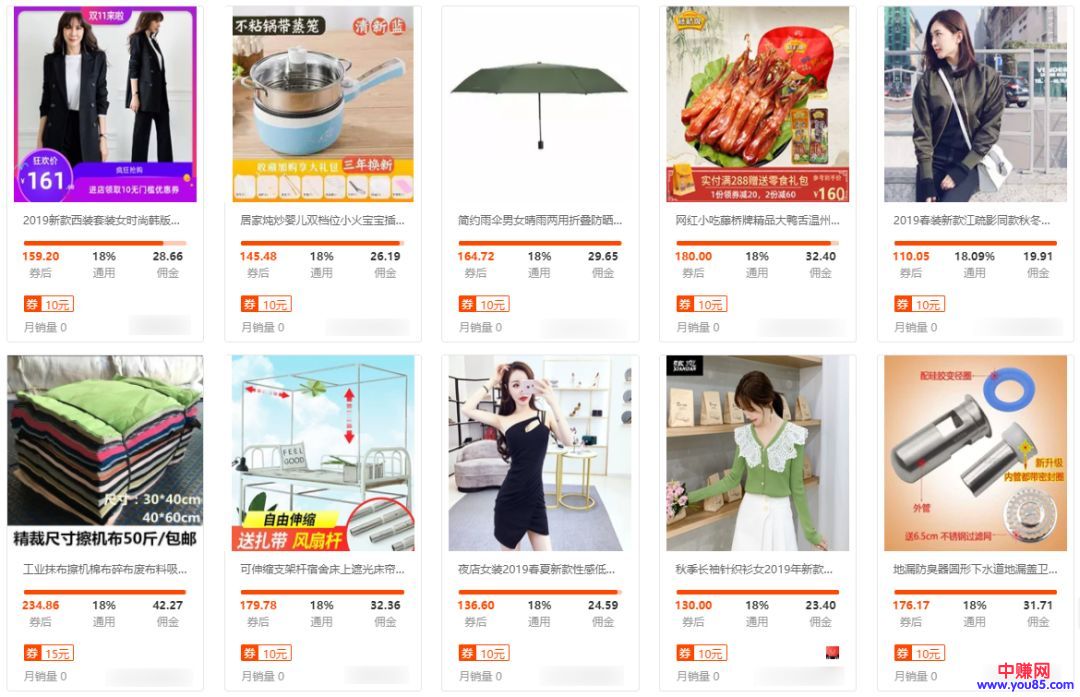 双11来啦
狂欢价
¥161
疯狂抢购
进店领取10无门槛优惠券
2019新款西装套装女时尚韩版...
159.20 18% 28.66
券后 通用 佣金
券 10元
月销量 0
不粘锅带蒸笼
清新蓝
收藏加购享大礼包 三年换新
居家炖炒婴儿双档位小火宝宝插...
145.48 18% 26.19
券后 通用 佣金
券 10元
月销量 0
简约雨伞男女晴雨两用折叠防晒...
164.72 18% 29.65
券后 通用 佣金
券 10元
月销量 0
藤桥牌
实付满288赠送零食礼包
1份领券减20、2份减60
参考到手价
¥160
网红小吃藤桥牌精品大鸭舌温州...
180.00 18% 32.40
券后 通用 佣金
券 10元
月销量 0
2019春装新款江疏影同款秋冬...
110.05 18.09% 19.91
券后 通用 佣金
券 10元
月销量 0
尺寸：30*40cm
40*60cm
精裁尺寸擦机布50斤/包邮
工业抹布擦机棉布碎布废布料吸...
234.86 18% 42.27
券后 通用 佣金
券 15元
月销量 0
FEEL
GOOD
自由伸缩
送扎带 风扇杆
可伸缩支架杆宿舍床上遮光床帘...
179.78 18% 32.36
券后 通用 佣金
券 10元
月销量 0
夜店女装2019春夏新款性感低...
136.60 18% 24.59
券后 通用 佣金
券 10元
月销量 0
秋季长袖针织衫女2019年新款...
130.00 18% 23.40
券后 通用 佣金
券 10元
月销量 0
配硅胶变径圈
新升级
内管都带密封圈
外管
送6.5cm 不锈钢过滤网
地漏防臭器圆形下水道地漏盖卫...
176.17 18% 31.71
券后 通用 佣金
券 10元
月销量 0
中赚网
www.you85.com